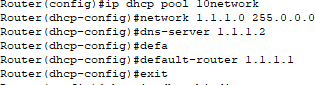 Router(config)#ip dhcp pool 10network
Router(dhcp-config)#network 1.1.1.0 255.0.0.0
Router(dhcp-config)#dns-server 1.1.1.2
Router(dhcp-config)#defa
Router(dhcp-config)#default-router 1.1.1.1
Router(dhcp-config)#exit